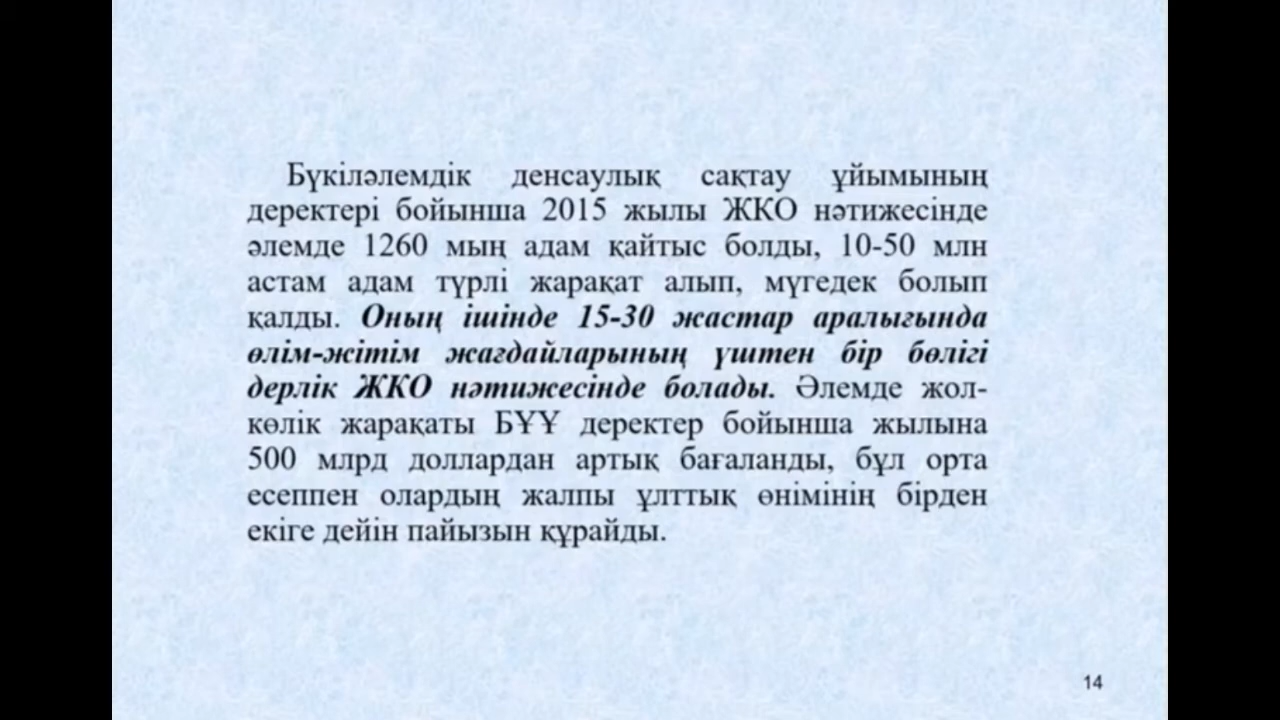 Бүкіләлемдік денсаулық сақтау ұйымының
деректері бойынша 2015 жылы ЖКО нәтижесінде
әлемде 1260 мың адам қайтыс болды, 10-50 млн
астам адам түрлі жарақат алып, мүгедек болып
қалды. Оның ішінде 15-30 жастар аралығында
өлім-жітім жағдайларының үштен бір бөлігі
дерлік ЖКО нәтижесінде болады. Әлемде жол-
көлік жарақаты БҰҰ деректер бойынша жылына
500 млрд доллардан артық бағаланды, бұл орта
есеппен олардың жалпы ұлттық өнімінің бірден
екіге дейін пайызын құрайды.
14